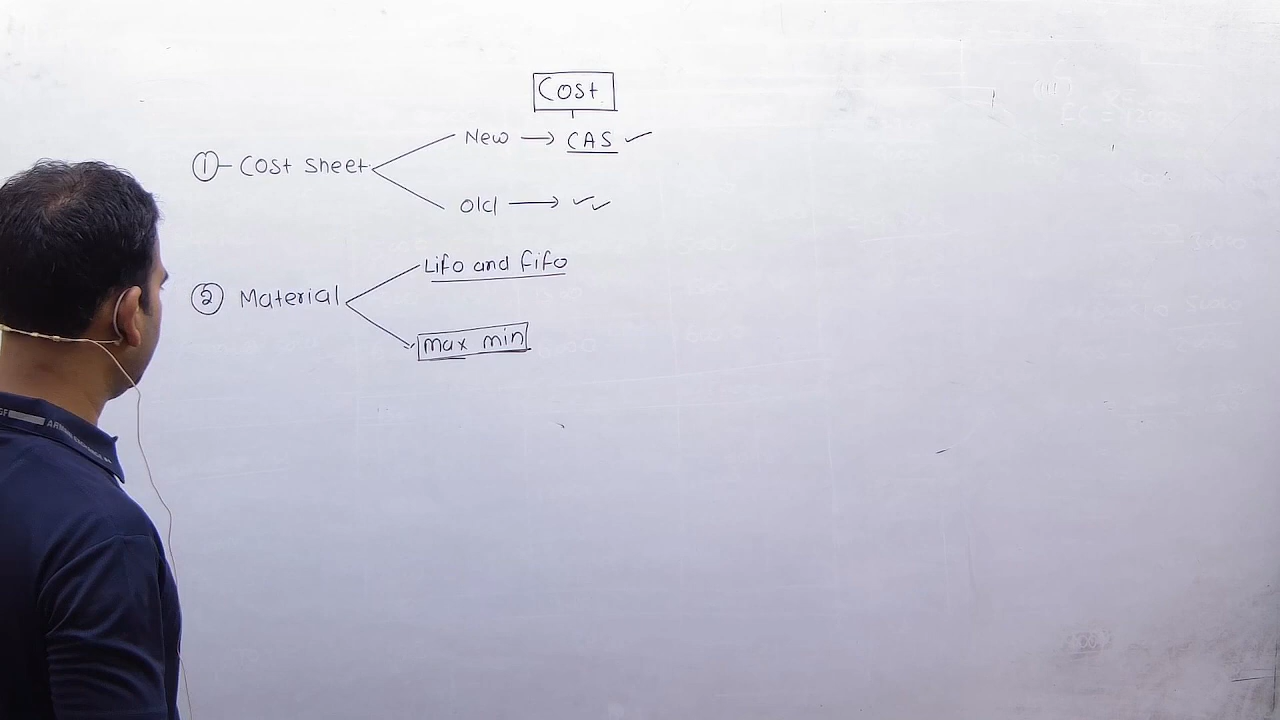 Cost
① - Cost sheet
New → CAS ✓
Old → ✓✓
② Material
Lifo and fifo
max min